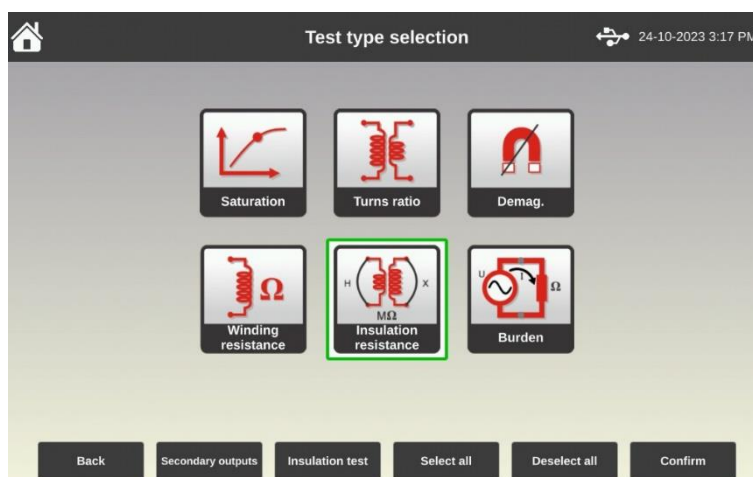 Test type selection
24-10-2023 3:17 PM
Saturation
Turns ratio
Demag.
Ω
Winding
resistance
H
X
MΩ
Insulation
resistance
U
I
Ω
Burden
Back
Secondary outputs
Insulation test
Select all
Deselect all
Confirm